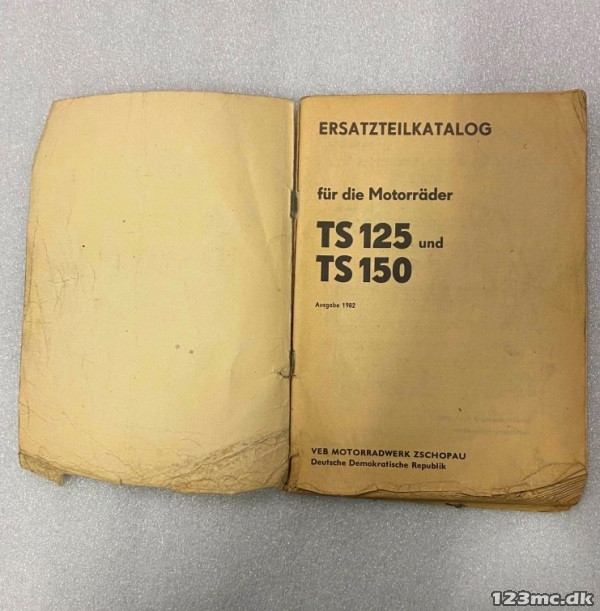 ERSATZTEILKATALOG
für die Motorräder
TS 125 und
TS 150
Ausgabe 1982
VEB MOTORRADWERK ZSCHOPAU
Deutsche Demokratische Republik
123mc.dk